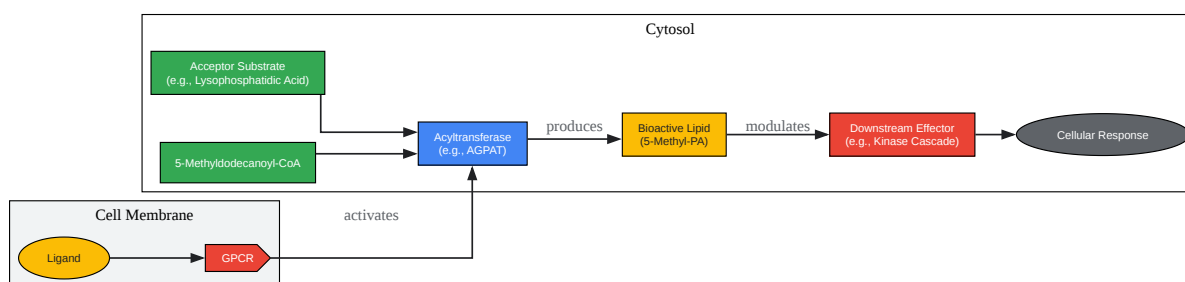 Cytosol
Acceptor Substrate
(e.g., Lysophosphatidic Acid)
5-Methyldodecanoyl-CoA
Acyltransferase
(e.g., AGPAT)
produces
Bioactive Lipid
(5-Methyl-PA)
modulates
Downstream Effector
(e.g., Kinase Cascade)
Cellular Response
Cell Membrane
activates
Ligand
GPCR